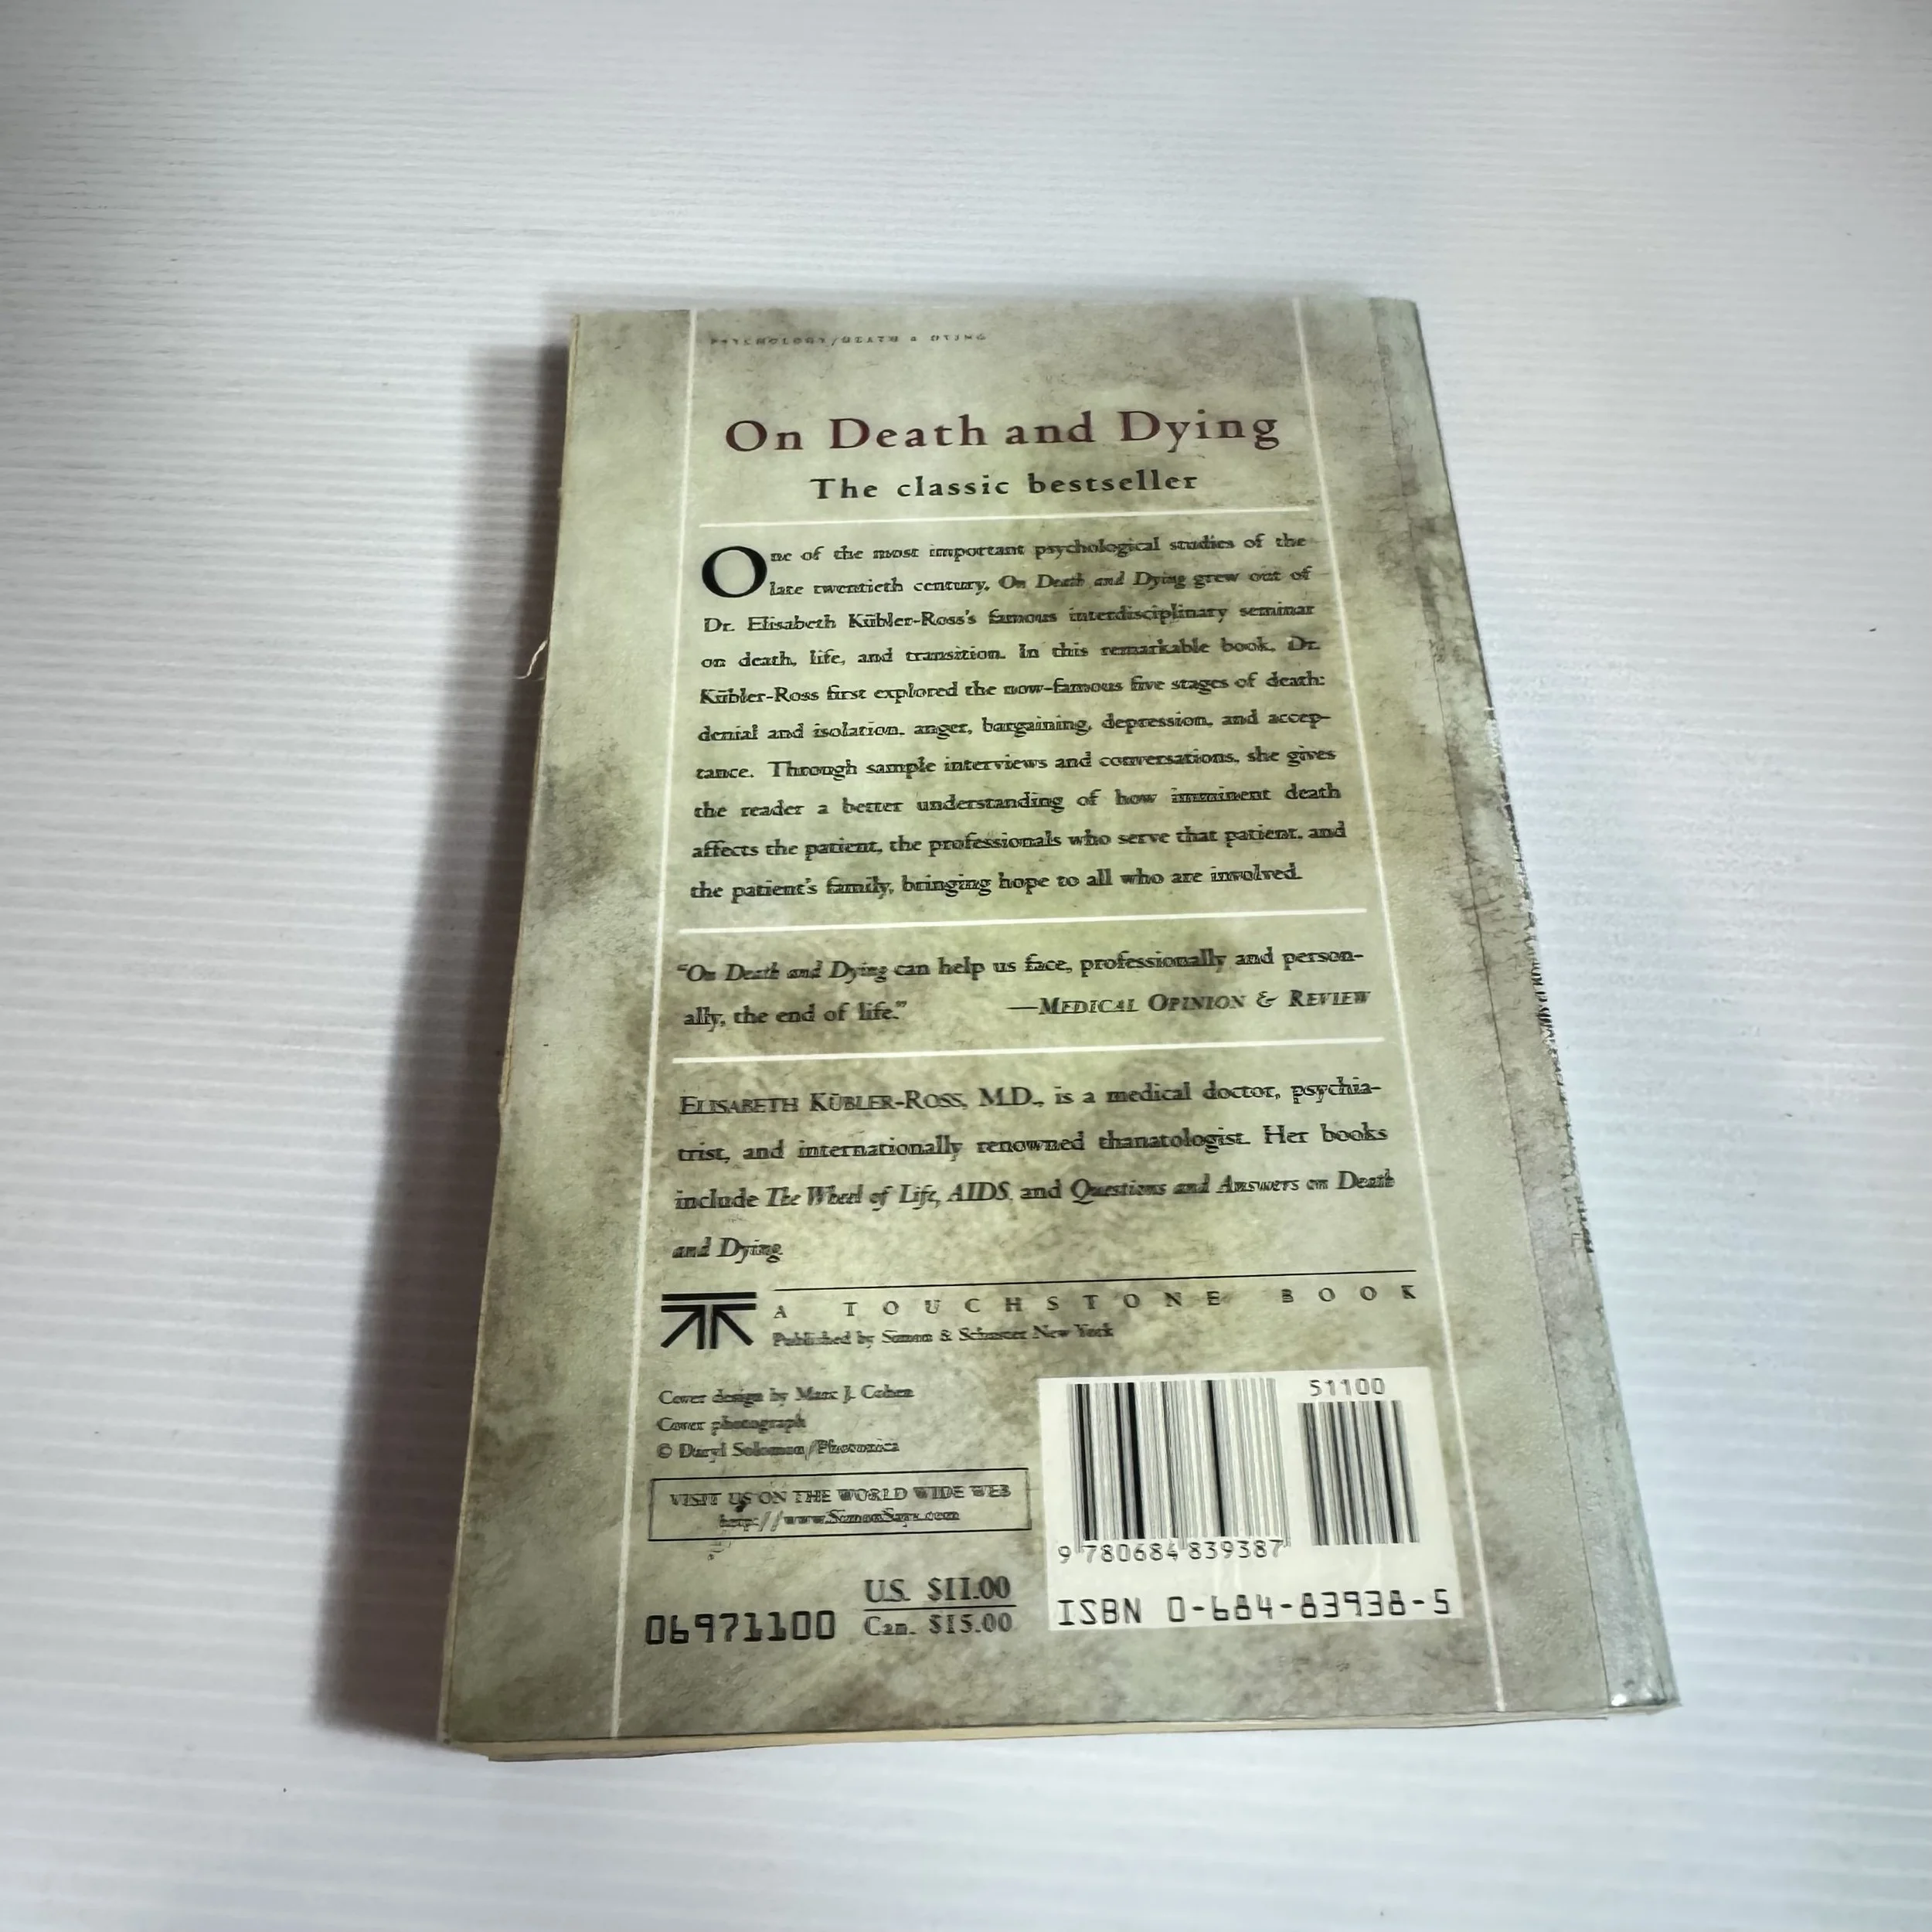 PSYCHOLOGY/DEATH & DYING
On Death and Dying
The classic bestseller
One of the most important psychological studies of the
late twentieth century, On Death and Dying grew out of
Dr. Elisabeth Kübler-Ross's famous interdisciplinary seminar
on death, life, and transition. In this remarkable book, Dr.
Kübler-Ross first explored the now-famous five stages of death:
denial and isolation, anger, bargaining, depression, and accep-
tance. Through sample interviews and conversations, she gives
the reader a better understanding of how imminent death
affects the patient, the professionals who serve that patient, and
the patient's family, bringing hope to all who are involved.
"On Death and Dying can help us face, professionally and person-
ally, the end of life."  —MEDICAL OPINION & REVIEW
ELISABETH KÜBLER-ROSS, M.D., is a medical doctor, psychia-
trist, and internationally renowned thanatologist. Her books
include The Wheel of Life, AIDS, and Questions and Answers on Death
and Dying.
A TOUCHSTONE BOOK
Published by Simon & Schuster New York
Cover design by Marc J. Cohen
Cover photograph
© Daryl Solomon/Photonica
VISIT US ON THE WORLD WIDE WEB
http://www.SimonSays.com
51100
9 780684 839387
ISBN 0-684-83938-5
06971100
U.S. $11.00
Can. $15.00